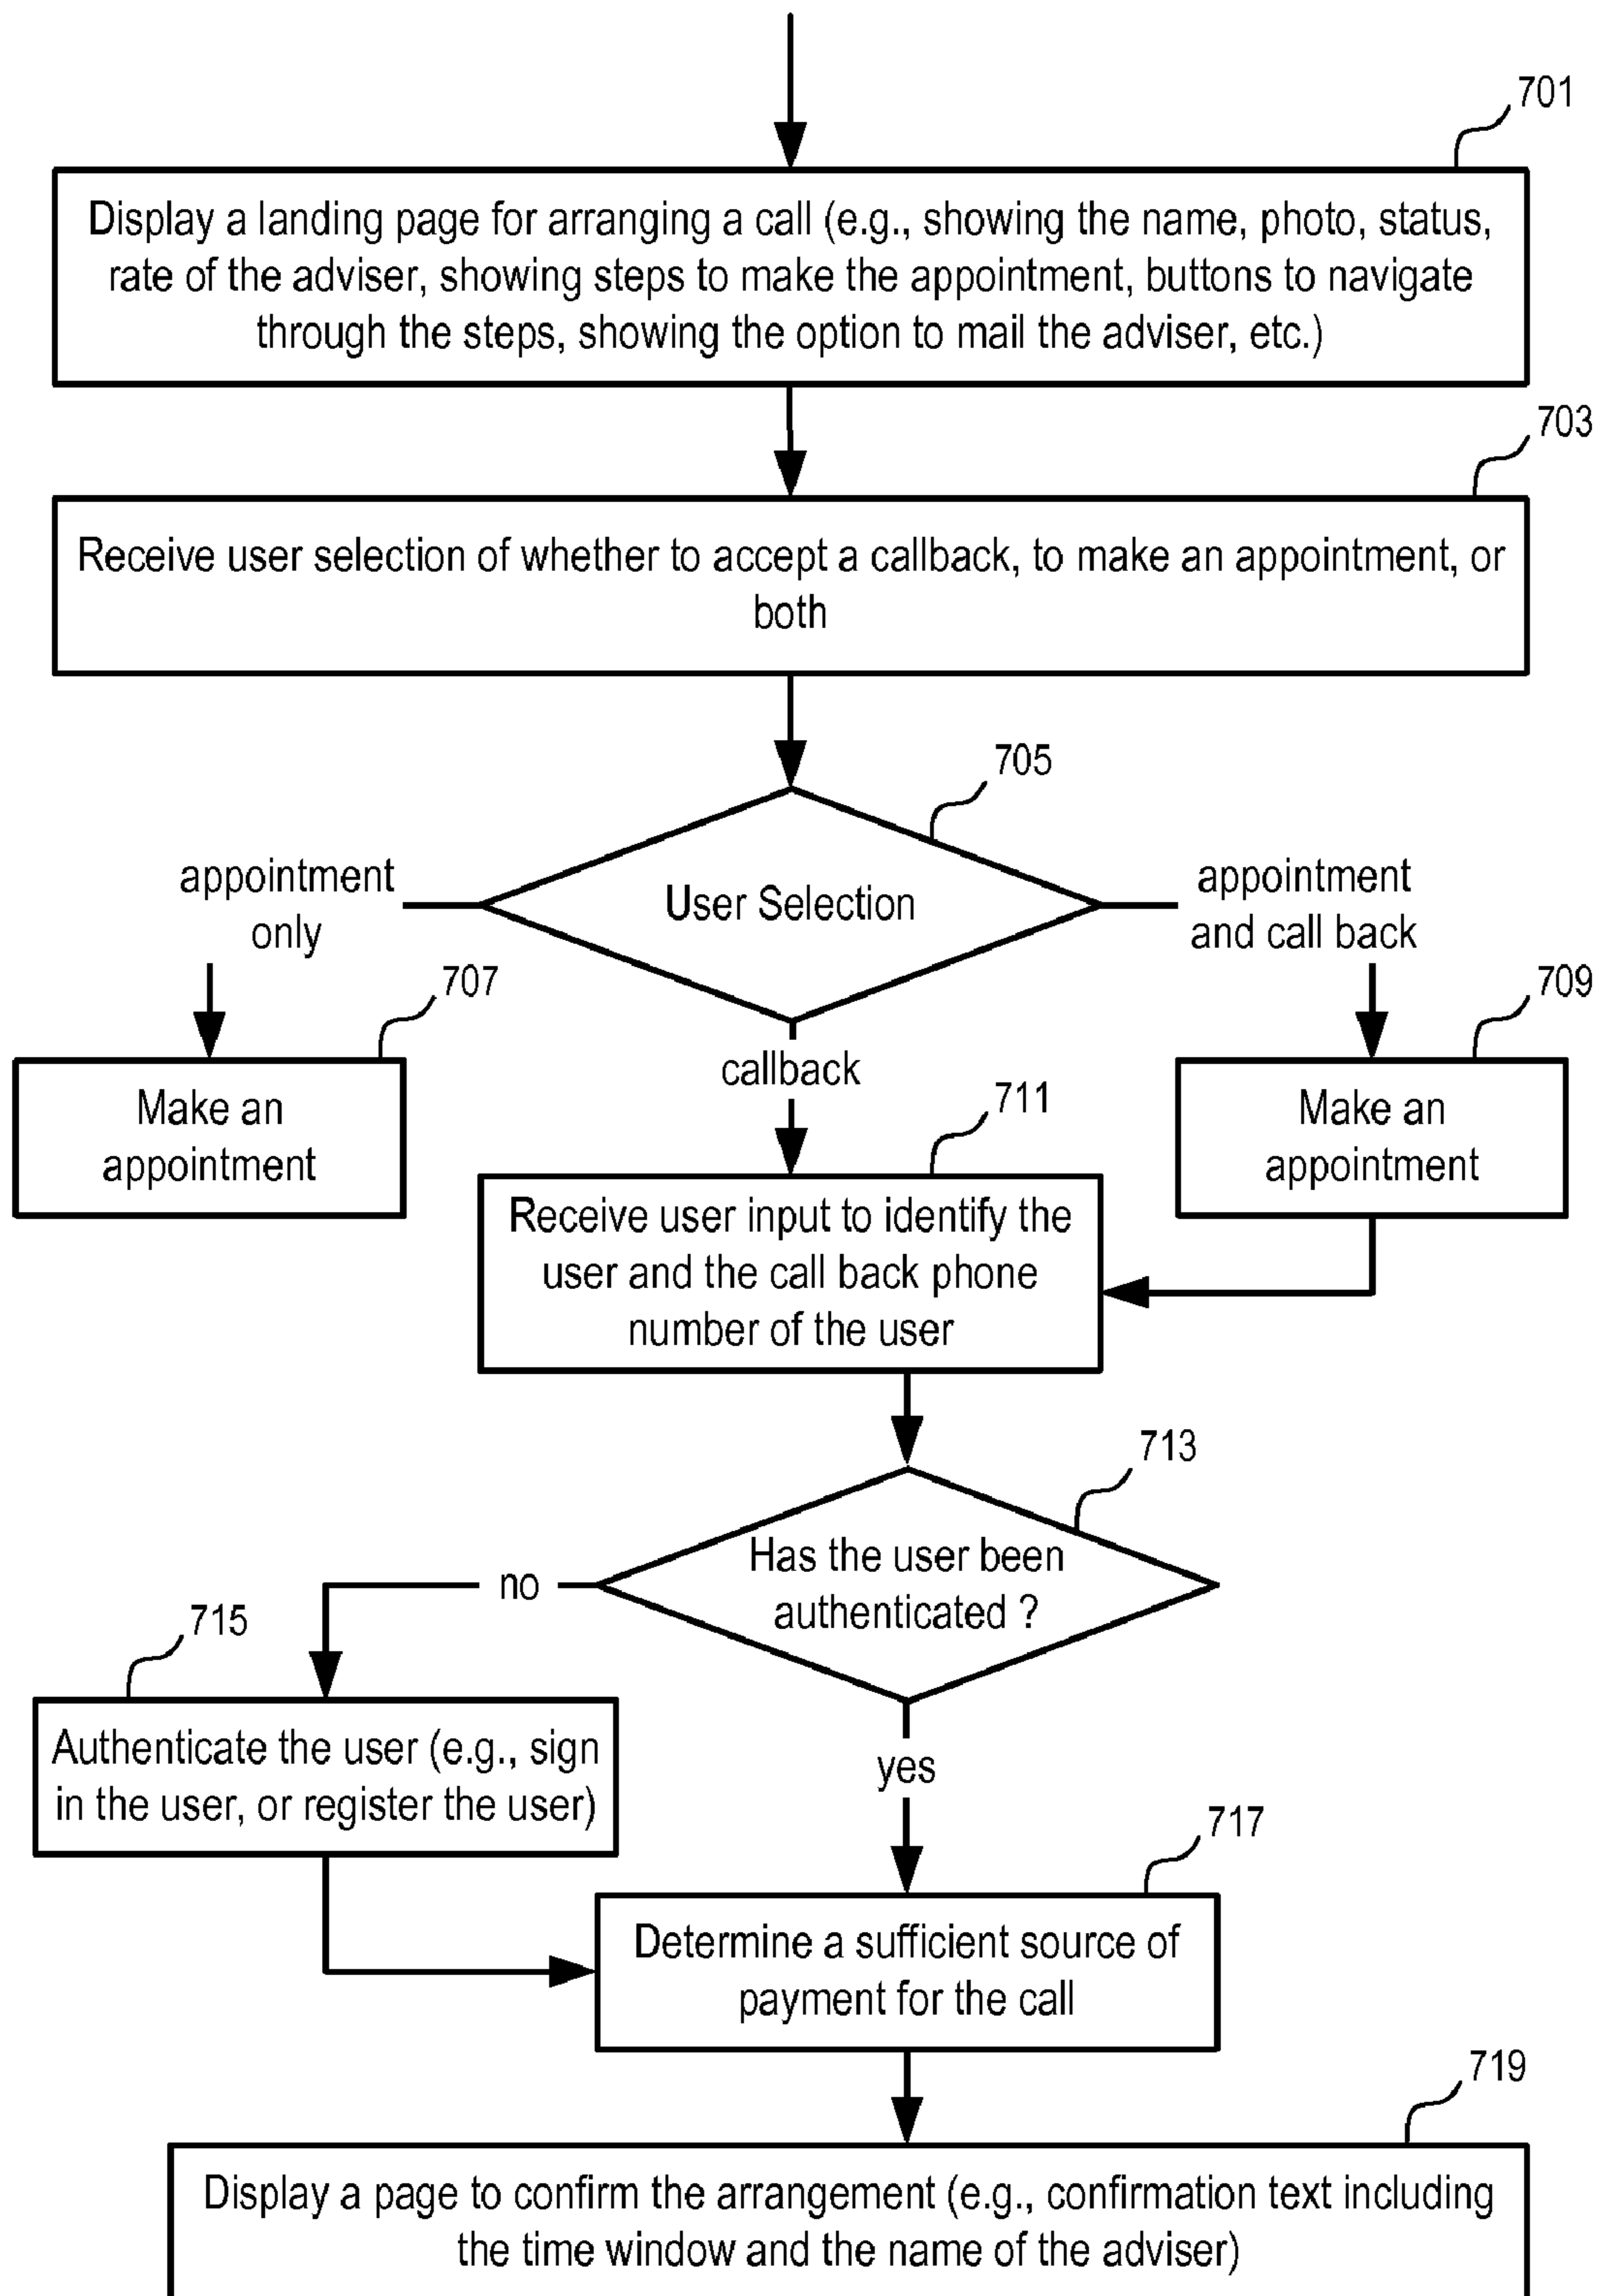 701
Display a landing page for arranging a call (e.g., showing the name, photo, status,
rate of the adviser, showing steps to make the appointment, buttons to navigate
through the steps, showing the option to mail the adviser, etc.)
703
Receive user selection of whether to accept a callback, to make an appointment, or
both
705
User Selection
appointment
only
appointment
and call back
707
Make an
appointment
callback
709
Make an
appointment
711
Receive user input to identify the
user and the call back phone
number of the user
713
Has the user been
authenticated ?
no
yes
715
Authenticate the user (e.g., sign
in the user, or register the user)
717
Determine a sufficient source of
payment for the call
719
Display a page to confirm the arrangement (e.g., confirmation text including
the time window and the name of the adviser)